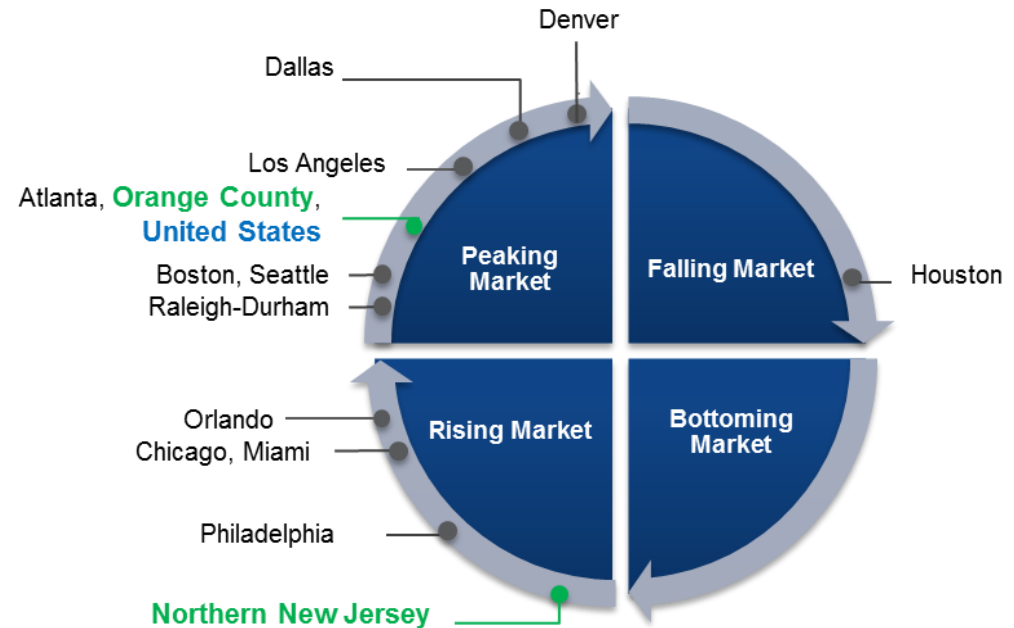 Denver
Dallas
Los Angeles
Atlanta, Orange County,
United States
Boston, Seattle
Raleigh-Durham
Peaking
Market
Falling Market
Houston
Orlando
Chicago, Miami
Rising Market
Bottoming
Market
Philadelphia
Northern New Jersey